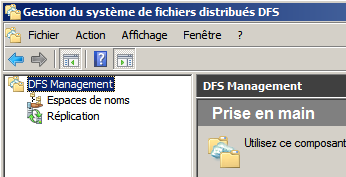 Gestion du système de fichiers distribués DFS
Fichier Action Affichage Fenêtre ?
DFS Management
Espaces de noms
Réplication
DFS Management
Prise en main
Utilisez ce composant